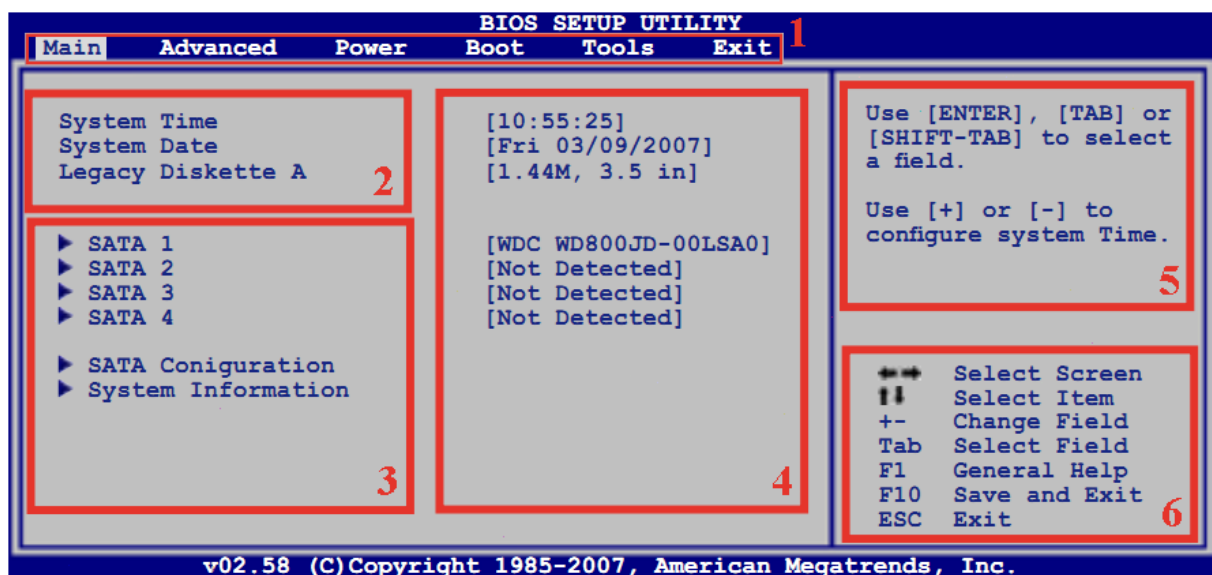 BIOS SETUP UTILITY
Main Advanced Power Boot Tools Exit 1
System Time [10:55:25]
System Date [Fri 03/09/2007]
Legacy Diskette A [1.44M, 3.5 in]
2
SATA 1 [WDC WD800JD-00LSA0]
SATA 2 [Not Detected]
SATA 3 [Not Detected]
SATA 4 [Not Detected]
SATA Coniguration
System Information
3
4
Use [ENTER], [TAB] or
[SHIFT-TAB] to select
a field.
Use [+] or [-] to
configure system Time.
5
←→ Select Screen
↑↓ Select Item
+- Change Field
Tab Select Field
F1 General Help
F10 Save and Exit
ESC Exit
6
v02.58 (C)Copyright 1985-2007, American Megatrends, Inc.